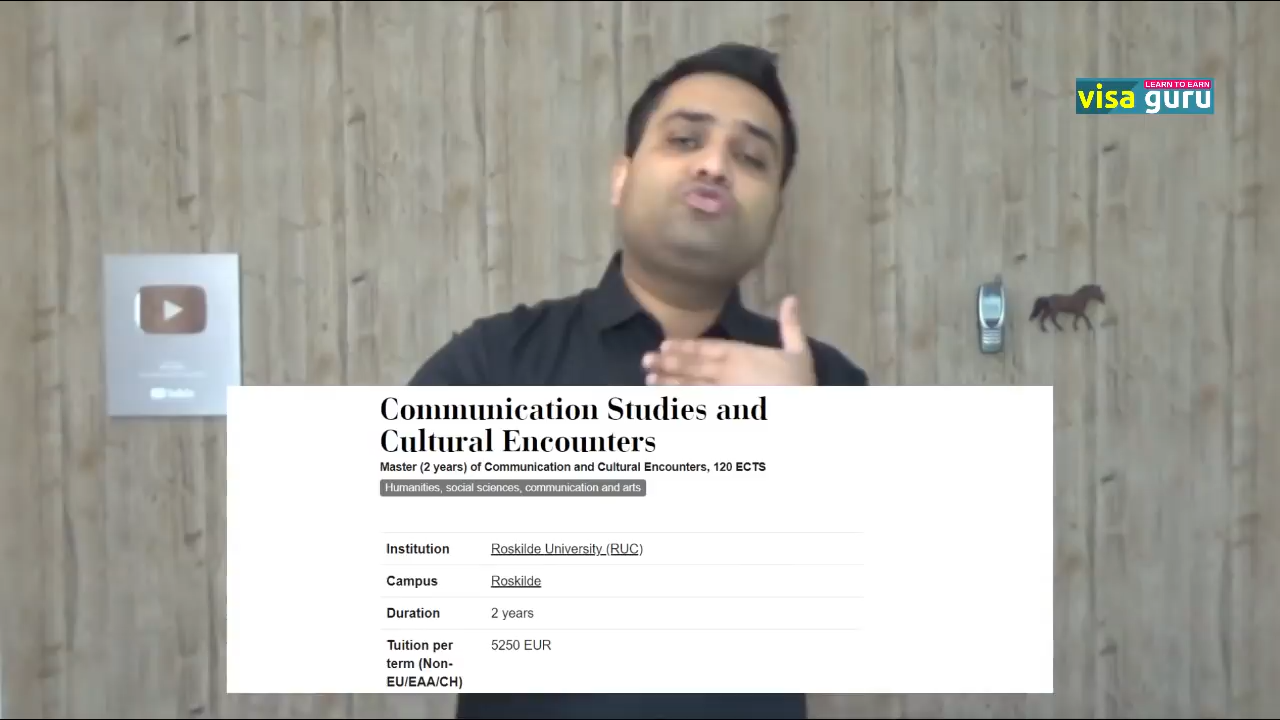 LEARN TO EARN
visa guru
Communication Studies and
Cultural Encounters
Master (2 years) of Communication and Cultural Encounters, 120 ECTS
Humanities, social sciences, communication and arts
Institution Roskilde University (RUC)
Campus Roskilde
Duration 2 years
Tuition per 5250 EUR
term (Non-
EU/EAA/CH)